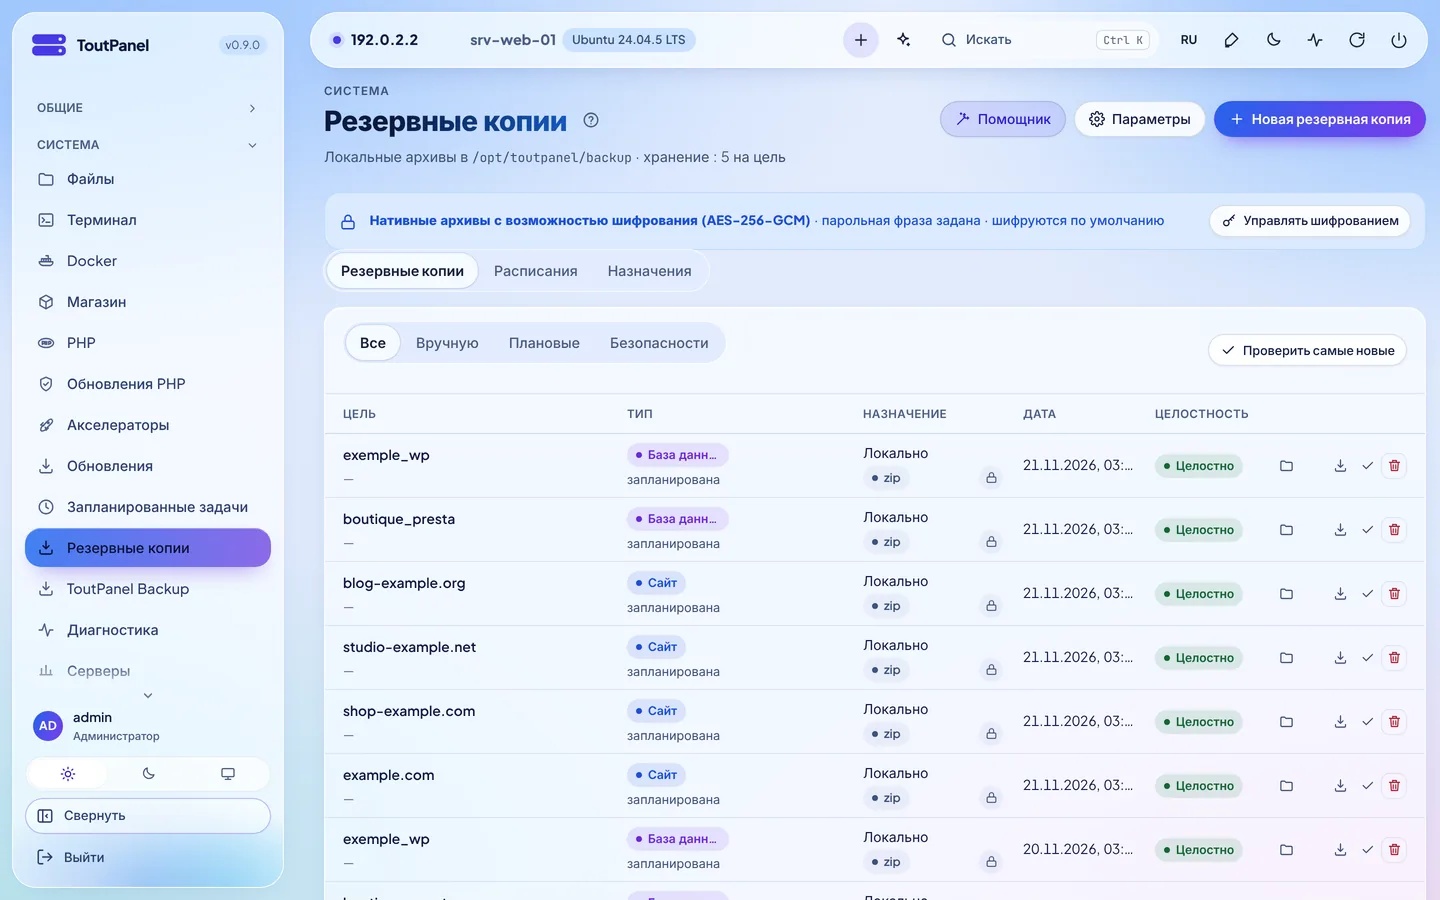 ToutPanel
v0.9.0
ОБЩИЕ
СИСТЕМА
Файлы
Терминал
Docker
Магазин
PHP
Обновления PHP
Акселераторы
Обновления
Запланированные задачи
Резервные копии
ToutPanel Backup
Диагностика
Серверы
AD
admin
Администратор
Свернуть
Выйти
192.0.2.2
srv-web-01
Ubuntu 24.04.5 LTS
Искать
Ctrl K
RU
СИСТЕМА
Резервные копии
Помощник
Параметры
Новая резервная копия
Локальные архивы в /opt/toutpanel/backup · хранение : 5 на цель
Нативные архивы с возможностью шифрования (AES-256-GCM) · парольная фраза задана · шифруются по умолчанию
Управлять шифрованием
Резервные копии
Расписания
Назначения
Все
Вручную
Плановые
Безопасности
Проверить самые новые
ЦЕЛЬ
ТИП
НАЗНАЧЕНИЕ
ДАТА
ЦЕЛОСТНОСТЬ
exemple_wp
—
База данн…
запланирована
Локально
zip
21.11.2026, 03:…
Целостно
boutique_presta
—
База данн…
запланирована
Локально
zip
21.11.2026, 03:…
Целостно
blog-example.org
—
Сайт
запланирована
Локально
zip
21.11.2026, 03:…
Целостно
studio-example.net
—
Сайт
запланирована
Локально
zip
21.11.2026, 03:…
Целостно
shop-example.com
—
Сайт
запланирована
Локально
zip
21.11.2026, 03:…
Целостно
example.com
—
Сайт
запланирована
Локально
zip
21.11.2026, 03:…
Целостно
exemple_wp
—
База данн…
запланирована
Локально
zip
20.11.2026, 03:…
Целостно